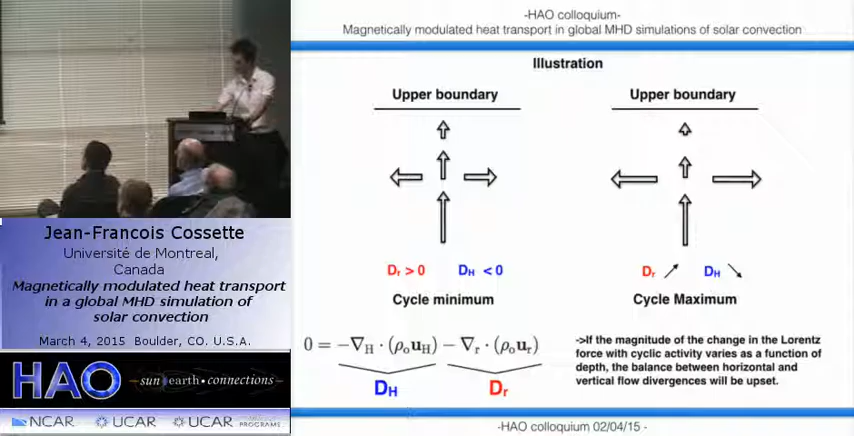 -HAO colloquium-
Magnetically modulated heat transport in global MHD simulations of solar convection
Illustration
Upper boundary
Upper boundary
Dr > 0 DH < 0
Dr DH
Cycle minimum
Cycle Maximum
0 = −∇H · (ρouH) − ∇r · (ρour)
DH Dr
->If the magnitude of the change in the Lorentz
force with cyclic activity varies as a function of
depth, the balance between horizontal and
vertical flow divergences will be upset.
-HAO colloquium 02/04/15 -
Jean-Francois Cossette
Université de Montreal,
Canada
Magnetically modulated heat transport
in a global MHD simulation of
solar convection
March 4, 2015 Boulder, CO. U.S.A.
HAO
sun earth connections
NCAR UCAR UCAR
PROGRAMS